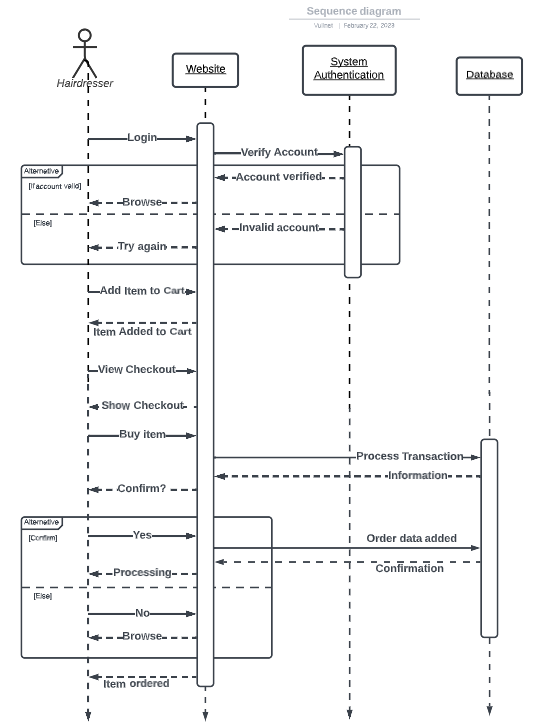 Sequence diagram
Vullnet | February 22, 2023
Hairdresser
Website
System
Authentication
Database
Login
Verify Account
Alternative
[If account valid]
Account verified
Browse
[Else]
Invalid account
Try again
Add Item to Cart
Item Added to Cart
View Checkout
Show Checkout
Buy item
Process Transaction
Information
Confirm?
Alternative
[Confirm]
Yes
Order data added
Confirmation
Processing
[Else]
No
Browse
Item ordered